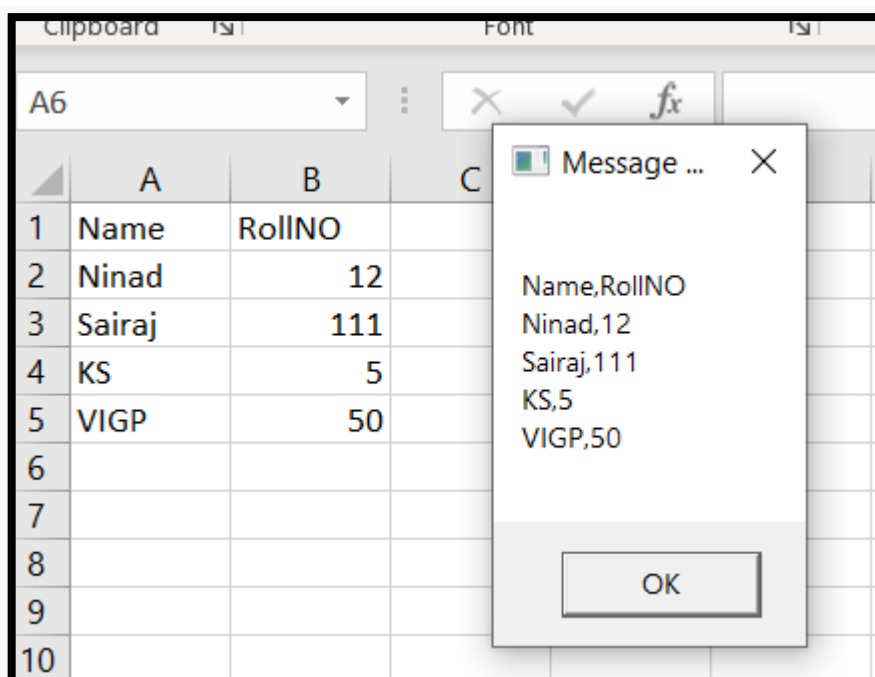 Clipboard Font
A6 fx
A B C
1 Name RollNO
2 Ninad 12
3 Sairaj 111
4 KS 5
5 VIGP 50
6
7
8
9
10
Message ...
Name,RollNO
Ninad,12
Sairaj,111
KS,5
VIGP,50
OK